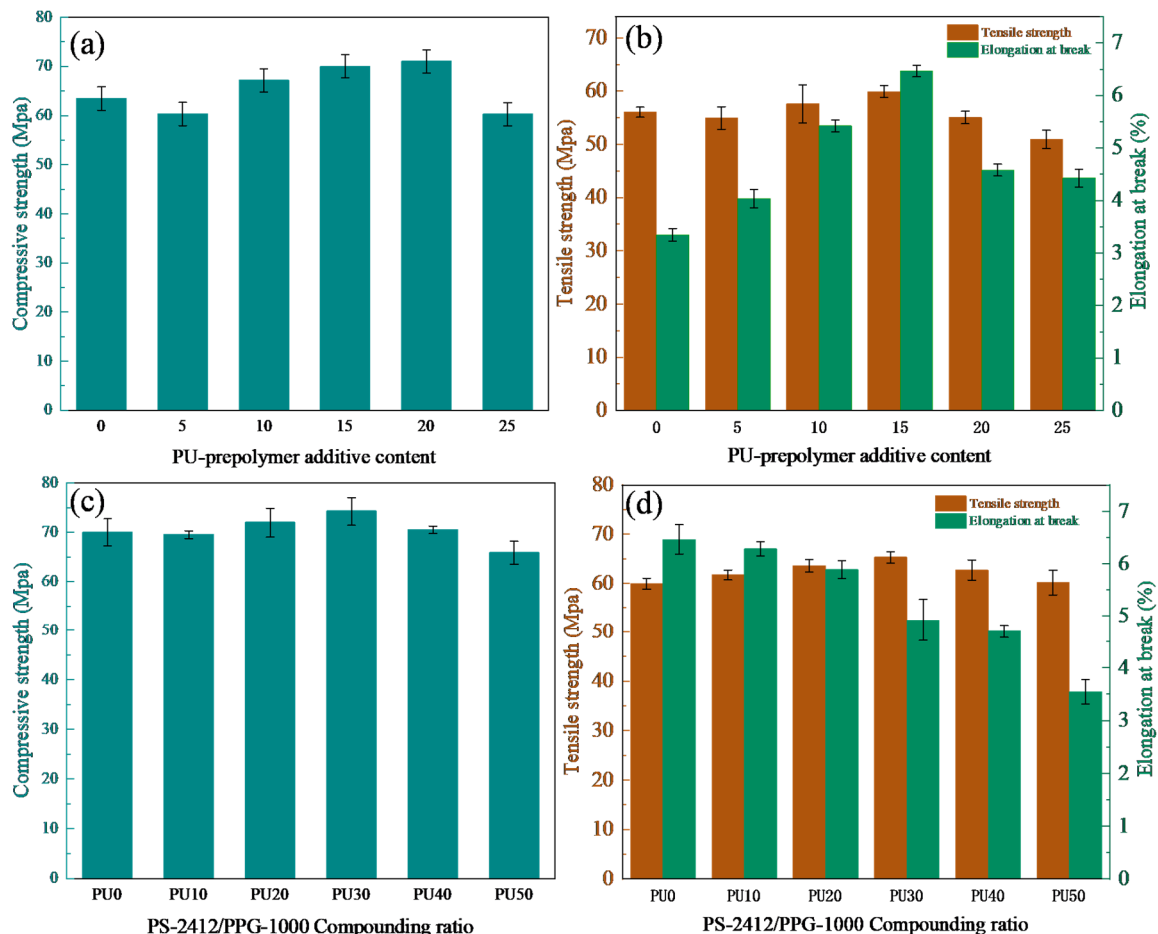 (a)
Compressive strength (Mpa)
80
70
60
50
40
30
20
10
0
0 5 10 15 20 25
PU-prepolymer additive content
(b)
Tensile strength
Elongation at break
Tensile strength (Mpa)
70
60
50
40
30
20
10
0
Elongation at break (%)
7
6
5
4
3
2
1
0
0 5 10 15 20 25
PU-prepolymer additive content
(c)
Compressive strength (Mpa)
80
70
60
50
40
30
20
10
0
PU0 PU10 PU20 PU30 PU40 PU50
PS-2412/PPG-1000 Compounding ratio
(d)
Tensile strength
Elongation at break
Tensile strength (Mpa)
80
70
60
50
40
30
20
10
0
Elongation at break (%)
7
6
5
4
3
2
1
0
PU0 PU10 PU20 PU30 PU40 PU50
PS-2412/PPG-1000 Compounding ratio